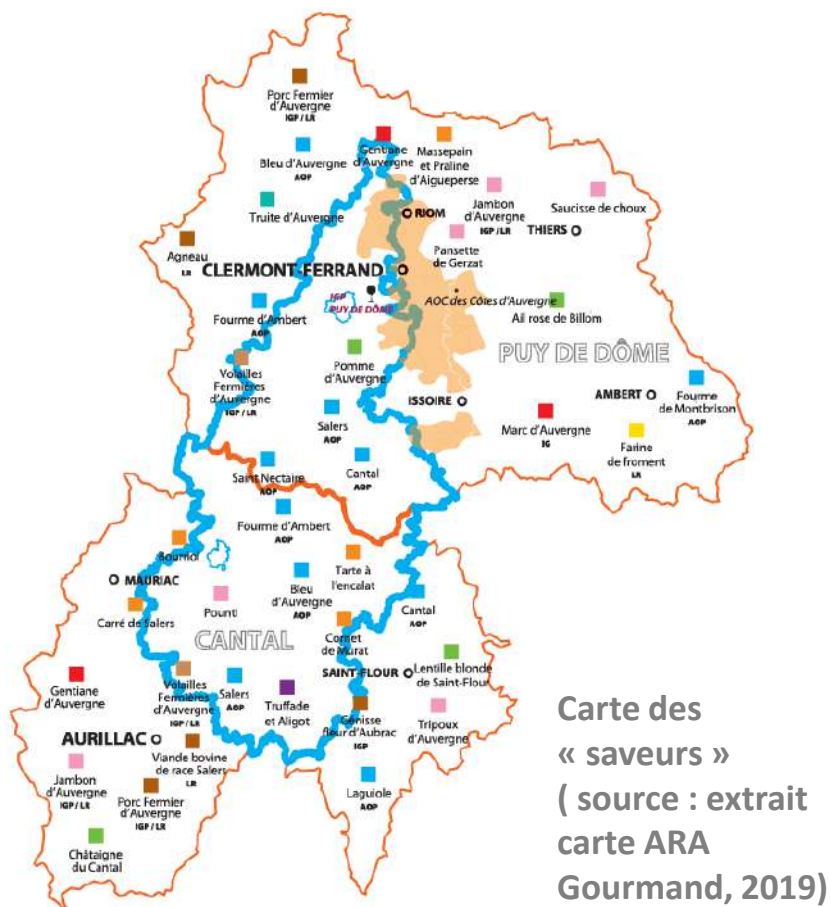 Porc Fermier
d'Auvergne
IGP / LR
Bleu d'Auvergne
AOP
Gentiane
d'Auvergne
Massepain
et Praline
d'Aigueperse
Jambon
d'Auvergne
IGP / LR
Saucisse de choux
Truite d'Auvergne
RIOM
THIERS
Pansette
de Gerzat
Agneau
LR
CLERMONT-FERRAND
IGP
PUY DE DÔME
AOC des Côtes d'Auvergne
Fourme d'Ambert
AOP
Ail rose de Billom
PUY DE DÔME
Volailles
Fermières
d'Auvergne
IGP / LR
Pomme
d'Auvergne
ISSOIRE
AMBERT
Fourme
de Montbrison
AOP
Salers
AOP
Marc d'Auvergne
IG
Farine
de froment
LR
Saint Nectaire
AOP
Cantal
AOP
Fourme d'Ambert
AOP
Bournol
MAURIAC
Tarte à
l'encalat
Bleu
d'Auvergne
AOP
Pounti
Cantal
AOP
Carré de Salers
CANTAL
Cornet
de Murat
Lentille blonde
de Saint-Flour
SAINT-FLOUR
Gentiane
d'Auvergne
Volailles
Fermières
d'Auvergne
IGP / LR
Salers
AOP
Truffade
et Aligot
Génisse
fleur d'Aubrac
IGP
Tripoux
d'Auvergne
AURILLAC
Viande bovine
de race Salers
LR
Jambon
d'Auvergne
IGP / LR
Porc Fermier
d'Auvergne
IGP / LR
Laguiole
AOP
Châtaigne
du Cantal
Carte des
« saveurs »
( source : extrait
carte ARA
Gourmand, 2019)